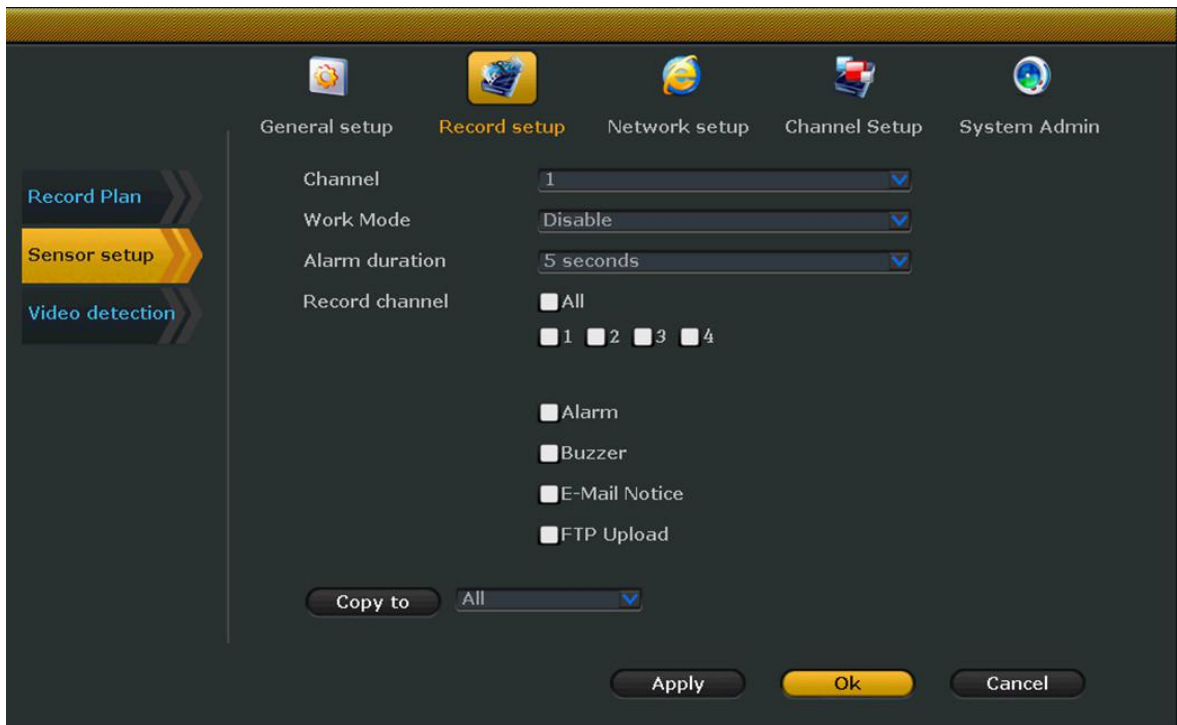 General setup Record setup Network setup Channel Setup System Admin
Record Plan
Sensor setup
Video detection
Channel 1
Work Mode Disable
Alarm duration 5 seconds
Record channel All
1 2 3 4
Alarm
Buzzer
E-Mail Notice
FTP Upload
Copy to All
Apply Ok Cancel